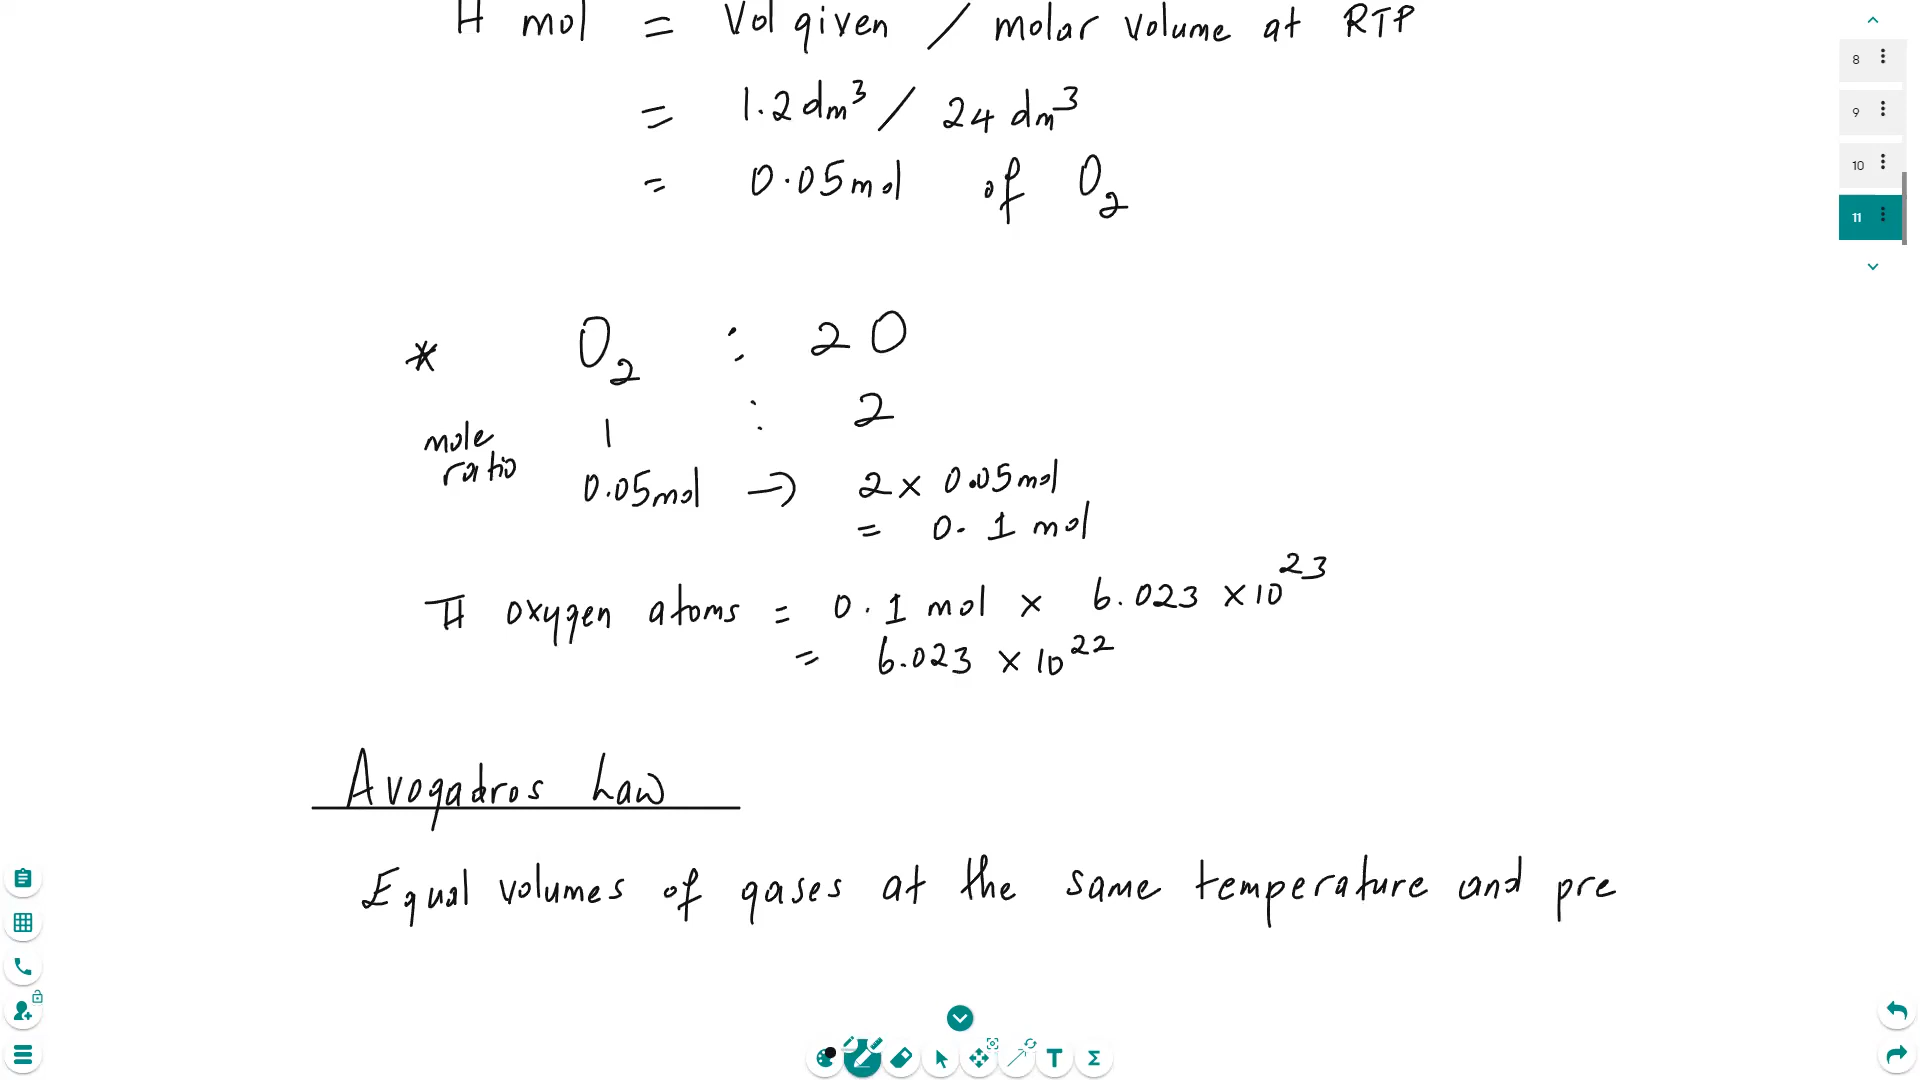 # mol = Vol given / molar volume at RTP
= 1.2 dm³ / 24 dm³
= 0.05 mol of O₂
* O₂ : 2O
mole ratio 1 : 2
0.05 mol → 2 × 0.05 mol
= 0.1 mol
# oxygen atoms = 0.1 mol × 6.023 × 10²³
= 6.023 × 10²²
Avogadros Law
Equal volumes of gases at the same temperature and pre
8
9
10
11
T
Σ